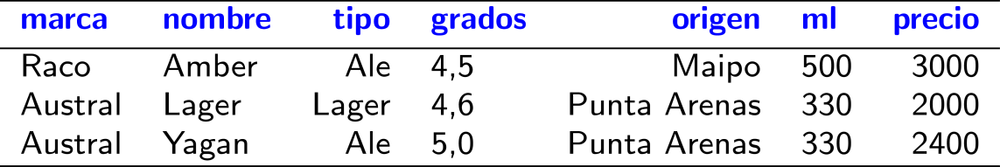 marca nombre tipo grados origen ml precio
Raco Amber Ale 4,5 Maipo 500 3000
Austral Lager Lager 4,6 Punta Arenas 330 2000
Austral Yagan Ale 5,0 Punta Arenas 330 2400